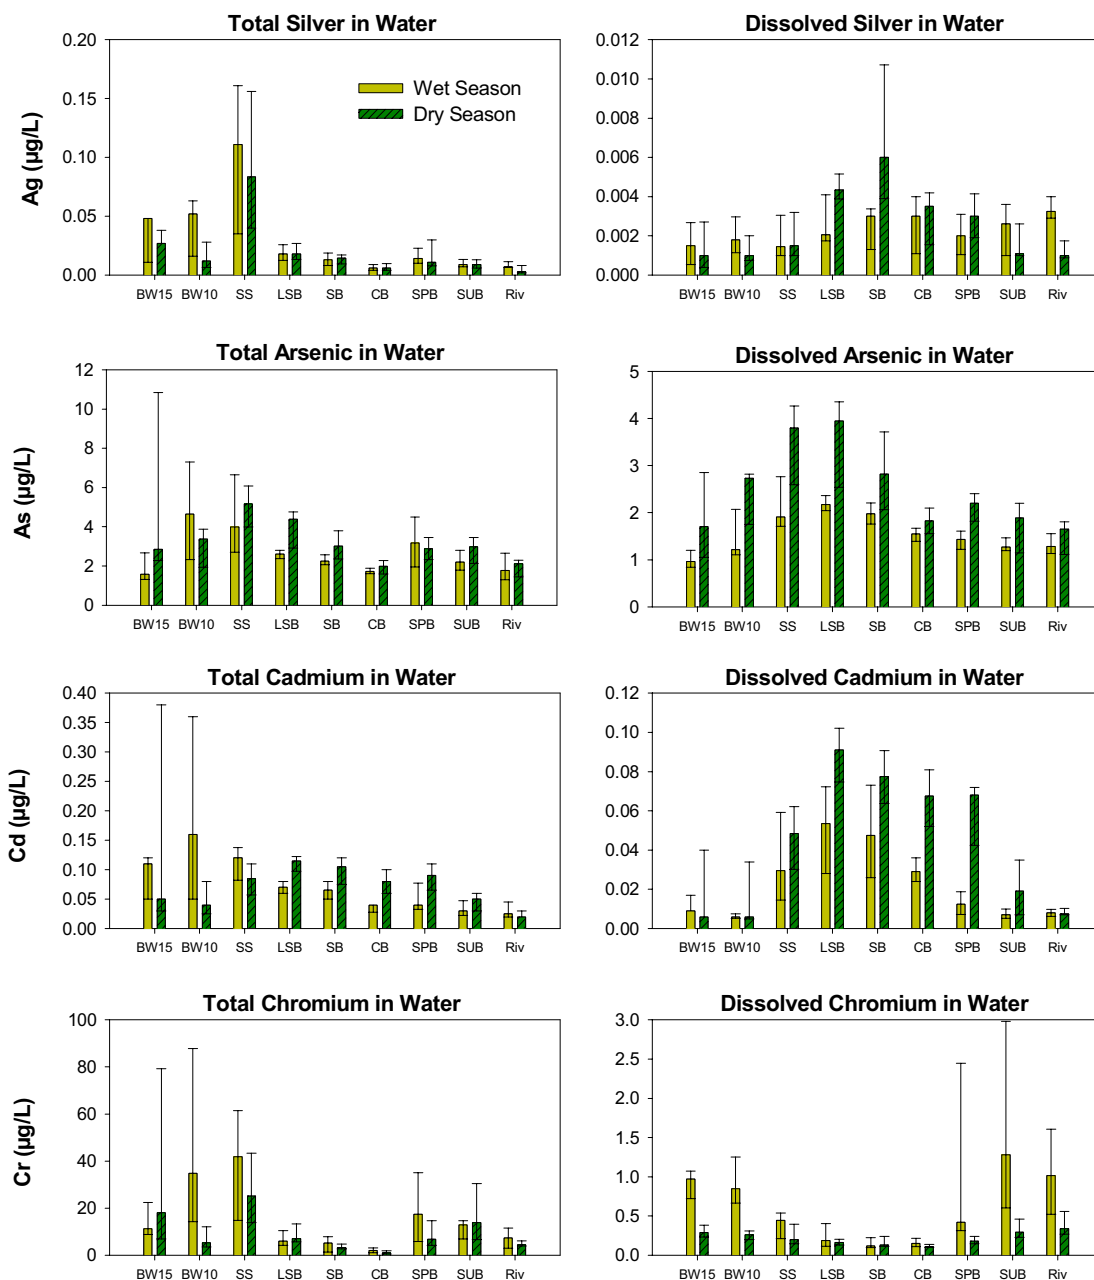 Total Silver in Water
Dissolved Silver in Water
Ag (µg/L)
0.20
0.15
0.10
0.05
0.00
Wet Season
Dry Season
BW15 BW10 SS LSB SB CB SPB SUB Riv
0.012
0.010
0.008
0.006
0.004
0.002
0.000
BW15 BW10 SS LSB SB CB SPB SUB Riv
Total Arsenic in Water
Dissolved Arsenic in Water
As (µg/L)
12
10
8
6
4
2
0
BW15 BW10 SS LSB SB CB SPB SUB Riv
5
4
3
2
1
0
BW15 BW10 SS LSB SB CB SPB SUB Riv
Total Cadmium in Water
Dissolved Cadmium in Water
Cd (µg/L)
0.40
0.35
0.30
0.25
0.20
0.15
0.10
0.05
0.00
BW15 BW10 SS LSB SB CB SPB SUB Riv
0.12
0.10
0.08
0.06
0.04
0.02
0.00
BW15 BW10 SS LSB SB CB SPB SUB Riv
Total Chromium in Water
Dissolved Chromium in Water
Cr (µg/L)
100
80
60
40
20
0
BW15 BW10 SS LSB SB CB SPB SUB Riv
3.0
2.5
2.0
1.5
1.0
0.5
0.0
BW15 BW10 SS LSB SB CB SPB SUB Riv